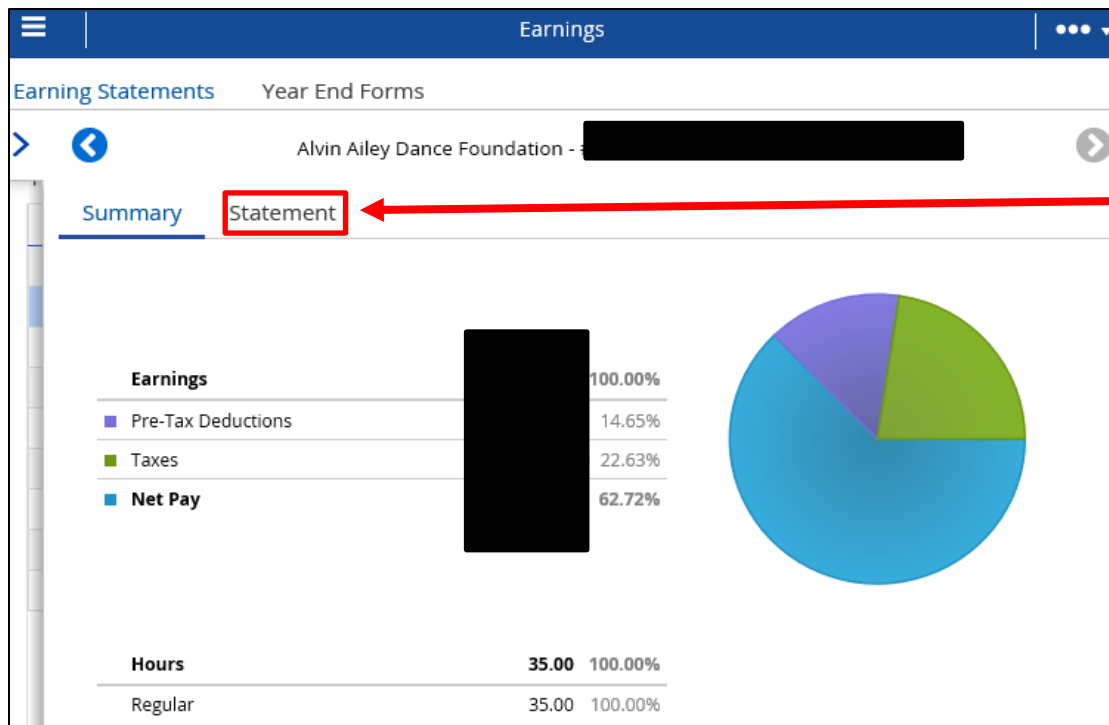 Earnings
Earning Statements Year End Forms
Alvin Ailey Dance Foundation -
Summary Statement
Earnings 100.00%
Pre-Tax Deductions 14.65%
Taxes 22.63%
Net Pay 62.72%
Hours 35.00 100.00%
Regular 35.00 100.00%